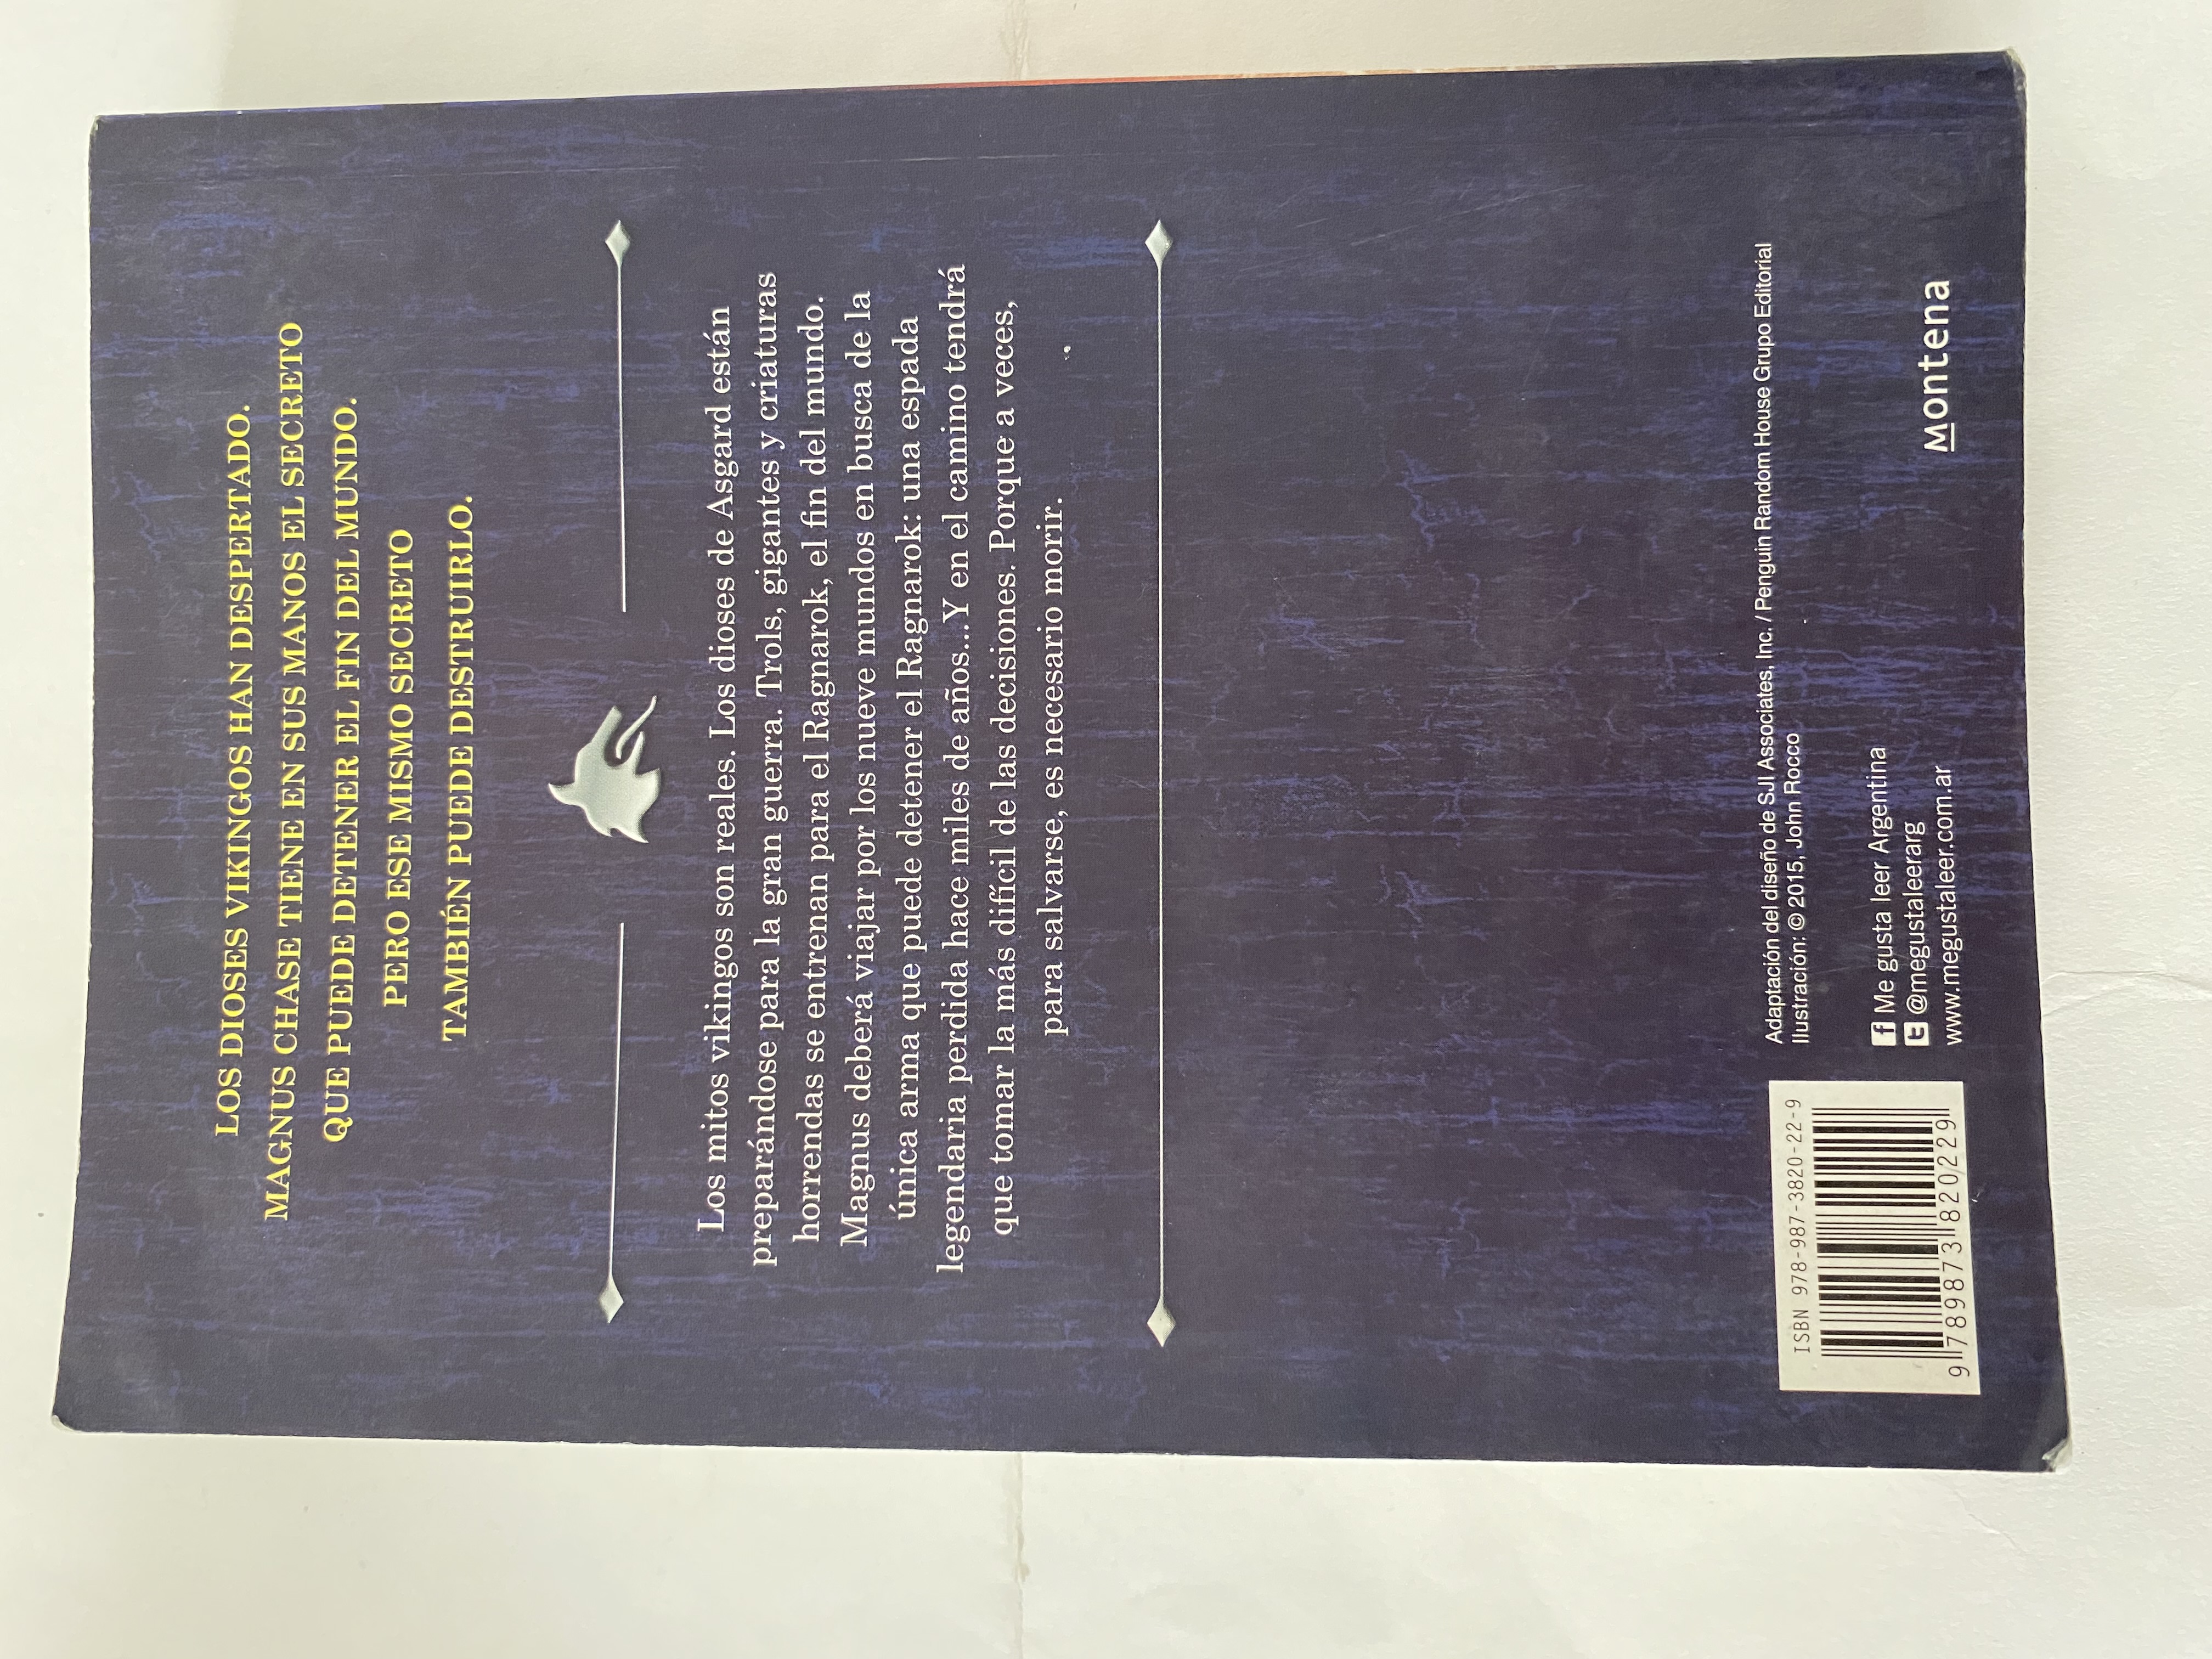 LOS DIOSES VIKINGOS HAN DESPERTADO.
MAGNUS CHASE TIENE EN SUS MANOS EL SECRETO
QUE PUEDE DETENER EL FIN DEL MUNDO.
PERO ESE MISMO SECRETO
TAMBIÉN PUEDE DESTRUIRLO.
Los mitos vikingos son reales. Los dioses de Asgard están
preparándose para la gran guerra. Trols, gigantes y criaturas
horrendas se entrenan para el Ragnarok, el fin del mundo.
Magnus deberá viajar por los nueve mundos en busca de la
única arma que puede detener el Ragnarok: una espada
legendaria perdida hace miles de años...Y en el camino tendrá
que tomar la más difícil de las decisiones. Porque a veces,
para salvarse, es necesario morir.
Adaptación del diseño de SJI Associates, Inc. / Penguin Random House Grupo Editorial
Ilustración: © 2015, John Rocco
ISBN 978-987-3820-22-9
9 789873 820229
Me gusta leer Argentina
@megustaleerarg
www.megustaleer.com.ar
Montena